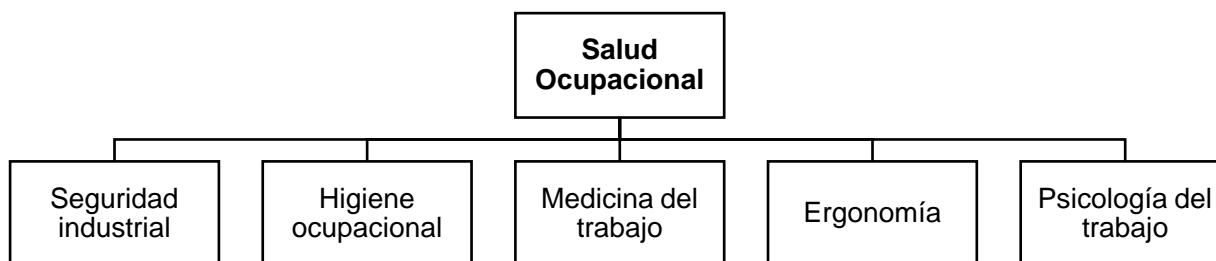 Salud
Ocupacional
Seguridad
industrial
Higiene
ocupacional
Medicina del
trabajo
Ergonomía
Psicología del
trabajo